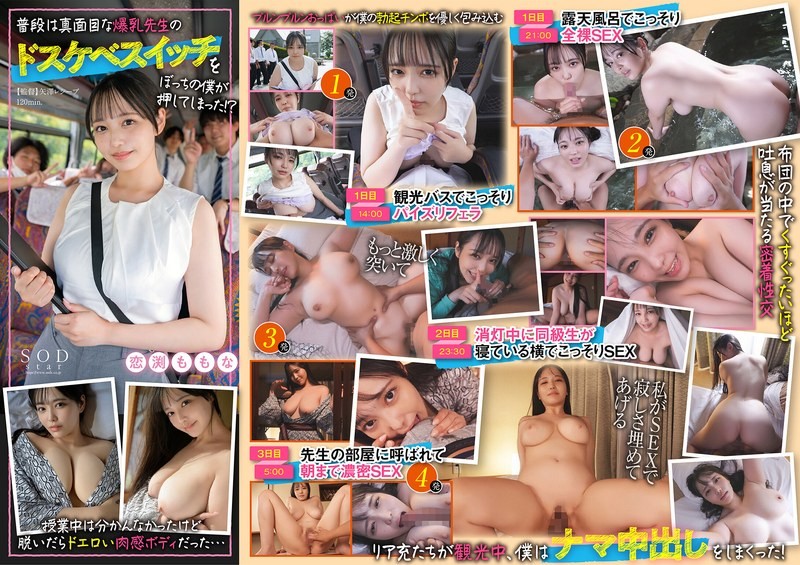 普段は真面目な爆乳先生の
ドスケベスイッチを
ぼっちの僕が
押してしまった!?
【監督】矢澤レシーブ
120min.
SOD
star
恋渕ももな
授業中は分かんなかったけど
脱いだらドエロい肉感ボディだった…
プルンプルンおっぱいが僕の勃起チンポを優しく包み込む
1発
1日目
14:00
観光バスでこっそり
パイズリフェラ
1日目
21:00
露天風呂でこっそり
全裸SEX
2発
布団の中でくすぐったいほど
吐息が当たる密着性交
もっと激しく
突いて
3発
2日目
23:30
消灯中に同級生が
寝ている横でこっそりSEX
私がSEXで
寂しさ埋めて
あげる
3日目
5:00
先生の部屋に呼ばれて
朝まで濃密SEX
4発
リア充たちが観光中、僕はナマ中出しをしまくった!